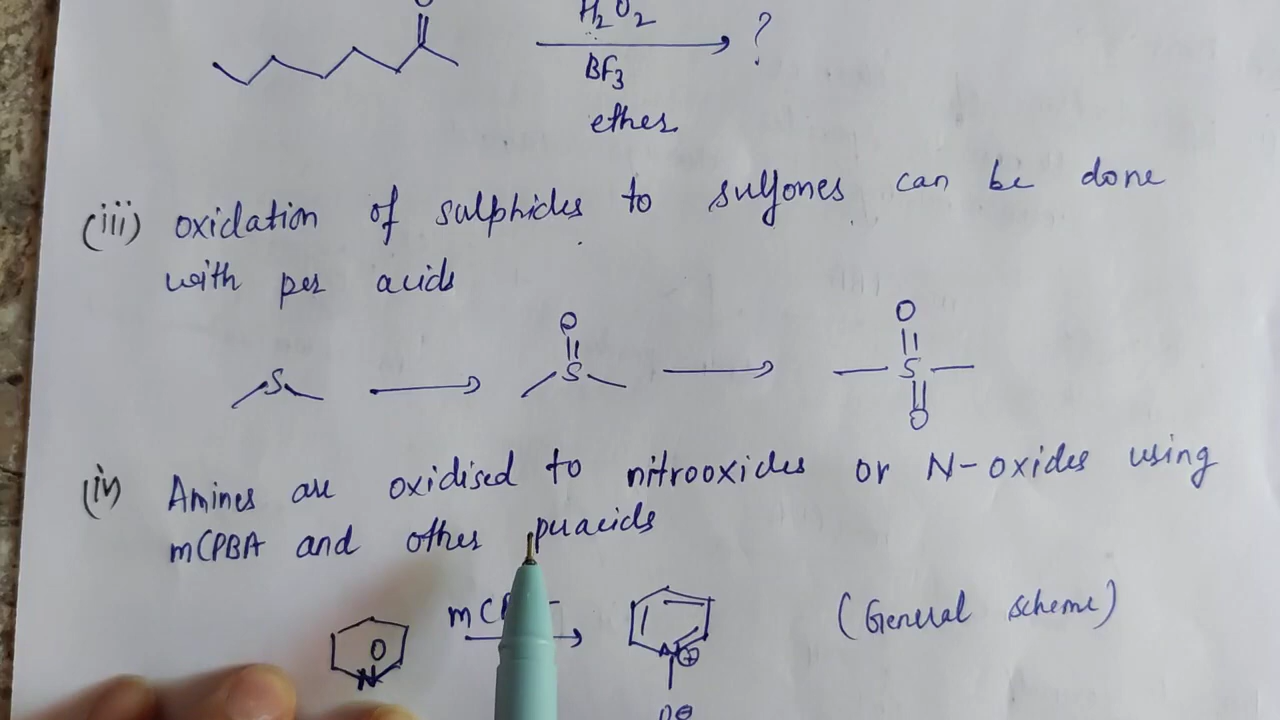 H2O2
?
BF3
ether
(iii) oxidation of sulphides to sulfones can be done
with per acids
O
O
S
S
S
O
(iv) Amines are oxidised to nitrooxides or N-oxides using
mCPBA and other peracids
(General scheme)
O
N
N⊕